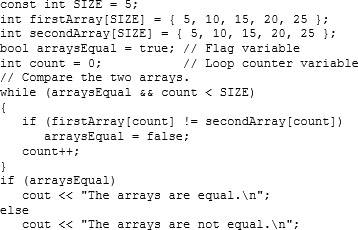 const int SIZE = 5;
int firstArray[SIZE] = { 5, 10, 15, 20, 25 };
int secondArray[SIZE] = { 5, 10, 15, 20, 25 };
bool arraysEqual = true; // Flag variable
int count = 0;           // Loop counter variable
// Compare the two arrays.
while (arraysEqual && count < SIZE)
{
   if (firstArray[count] != secondArray[count])
      arraysEqual = false;
   count++;
}
if (arraysEqual)
   cout << "The arrays are equal.\n";
else
   cout << "The arrays are not equal.\n";